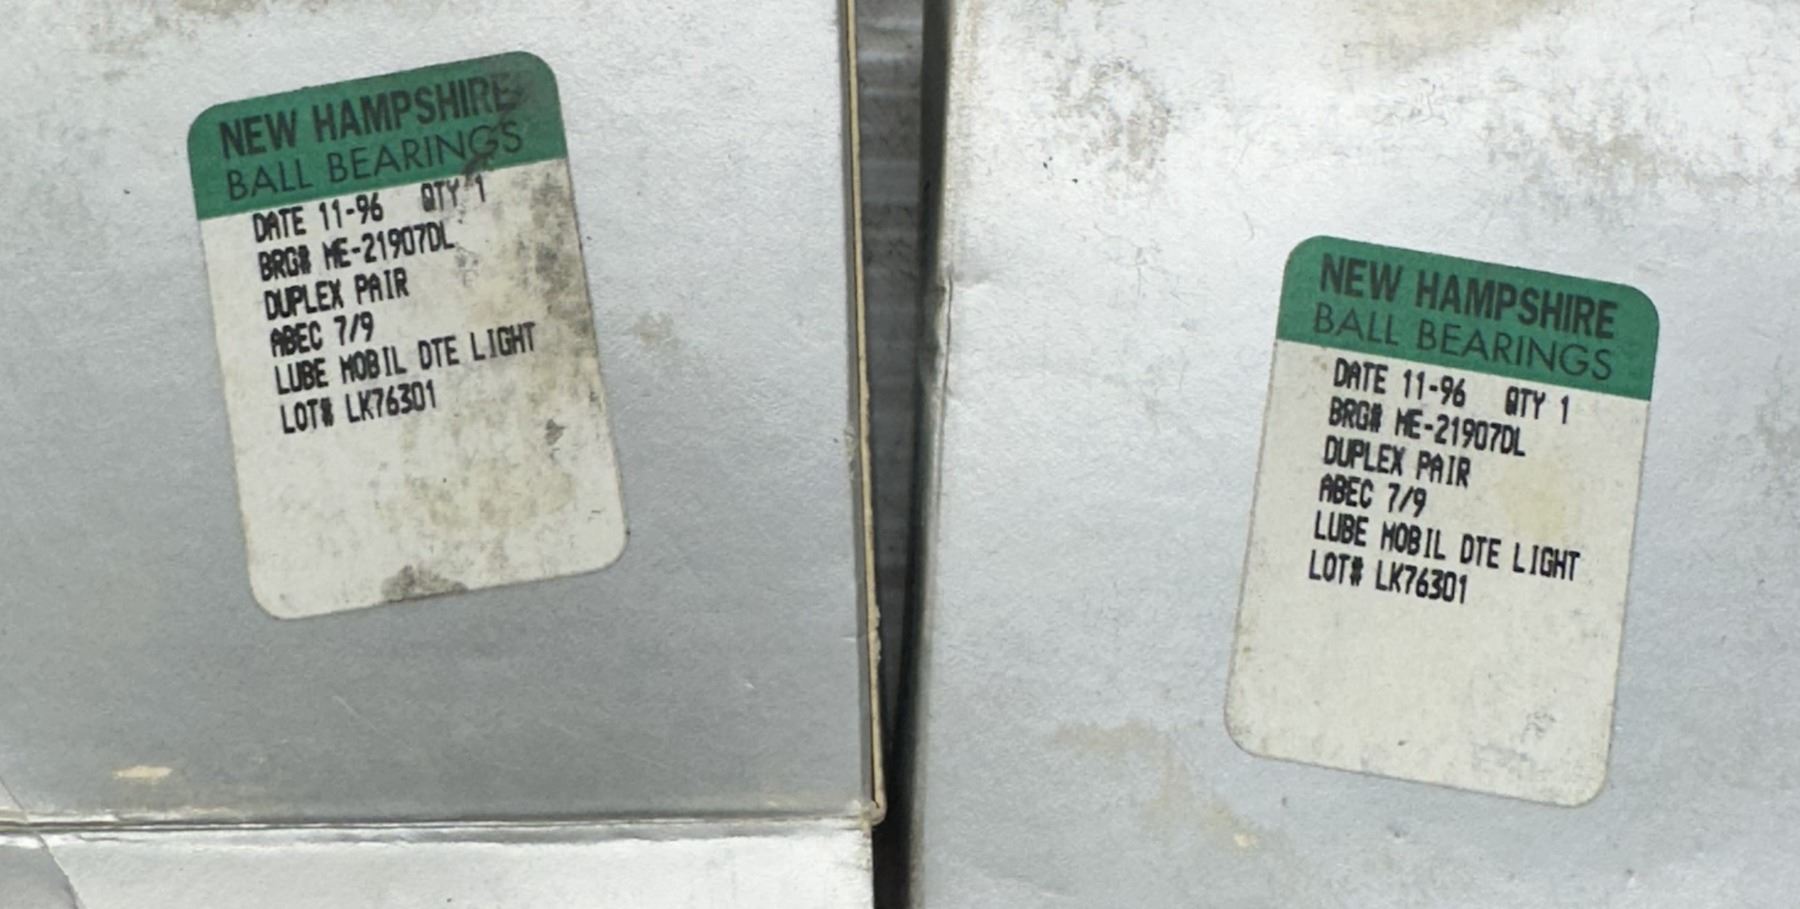 NEW HAMPSHIRE
BALL BEARINGS
DATE 11-96 QTY 1
BRG# ME-21907DL
DUPLEX PAIR
ABEC 7/9
LUBE MOBIL DTE LIGHT
LOT# LK76301
NEW HAMPSHIRE
BALL BEARINGS
DATE 11-96 QTY 1
BRG# ME-21907DL
DUPLEX PAIR
ABEC 7/9
LUBE MOBIL DTE LIGHT
LOT# LK76301